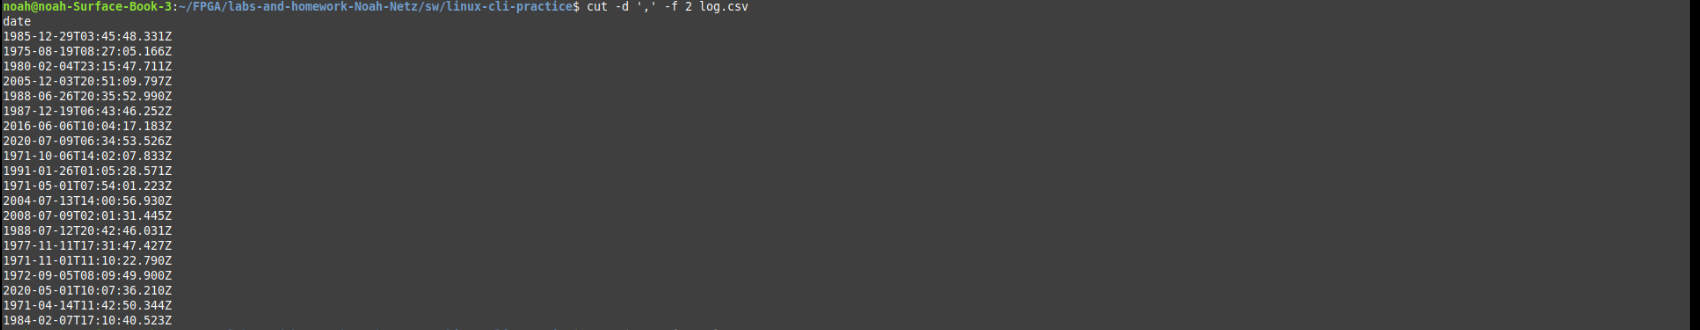 noah@noah-Surface-Book-3:~/FPGA/labs-and-homework-Noah-Netz/sw/linux-cli-practice$ cut -d ',' -f 2 log.csv
date
1985-12-29T03:45:48.331Z
1975-08-19T08:27:05.166Z
1980-02-04T23:15:47.711Z
2005-12-03T20:51:09.797Z
1988-06-26T20:35:52.990Z
1987-12-19T06:43:46.252Z
2016-06-06T10:04:17.183Z
2020-07-09T06:34:53.526Z
1971-10-06T14:02:07.833Z
1991-01-26T01:05:28.571Z
1971-05-01T07:54:01.223Z
2004-07-13T14:00:56.930Z
2008-07-09T02:01:31.445Z
1988-07-12T20:42:46.031Z
1977-11-11T17:31:47.427Z
1971-11-01T11:10:22.790Z
1972-09-05T08:09:49.900Z
2020-05-01T10:07:36.210Z
1971-04-14T11:42:50.344Z
1984-02-07T17:10:40.523Z